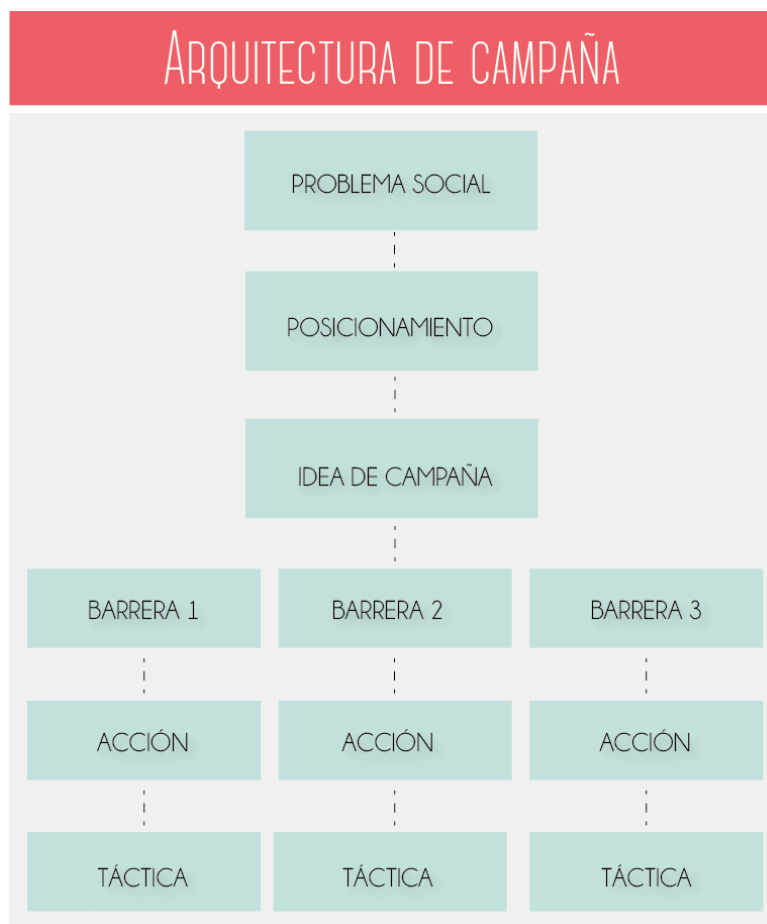 ARQUITECTURA DE CAMPAÑA
PROBLEMA SOCIAL
POSICIONAMIENTO
IDEA DE CAMPAÑA
BARRERA 1
BARRERA 2
BARRERA 3
ACCIÓN
ACCIÓN
ACCIÓN
TÁCTICA
TÁCTICA
TÁCTICA